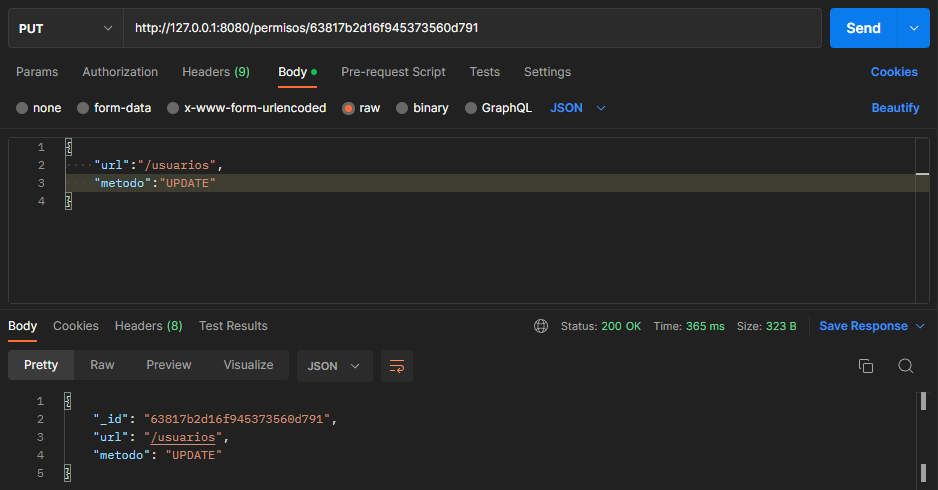 PUT http://127.0.0.1:8080/permisos/63817b2d16f945373560d791 Send
Params Authorization Headers (9) Body Pre-request Script Tests Settings Cookies
none form-data x-www-form-urlencoded raw binary GraphQL JSON Beautify
1 {
2 "url":"/usuarios",
3 "metodo":"UPDATE"
4 }
Body Cookies Headers (8) Test Results Status: 200 OK Time: 365 ms Size: 323 B Save Response
Pretty Raw Preview Visualize JSON
1 {
2 "_id": "63817b2d16f945373560d791",
3 "url": "/usuarios",
4 "metodo": "UPDATE"
5 }